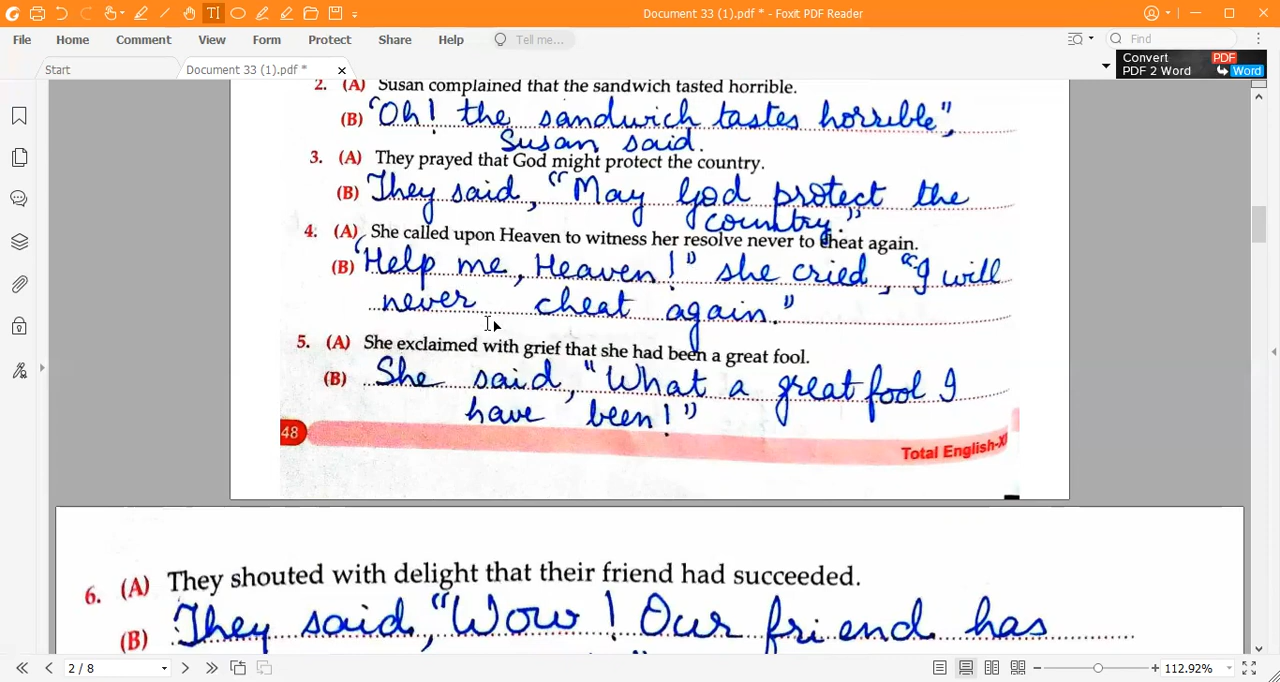 Document 33 (1).pdf * - Foxit PDF Reader
File Home Comment View Form Protect Share Help Tell me... Find
Start Document 33 (1).pdf * Convert PDF
PDF 2 Word Word
2. (A) Susan complained that the sandwich tasted horrible.
(B) "Oh! the sandwich tastes horrible",
Susan said.
3. (A) They prayed that God might protect the country.
(B) They said, "May God protect the
country."
4. (A) She called upon Heaven to witness her resolve never to cheat again.
(B) "Help me, Heaven!" she cried, "I will
never cheat again."
5. (A) She exclaimed with grief that she had been a great fool.
(B) She said, "What a great fool I
have been!"
48
Total English-X
6. (A) They shouted with delight that their friend had succeeded.
(B) They said, "Wow! Our friend has
2 / 8 112.92%